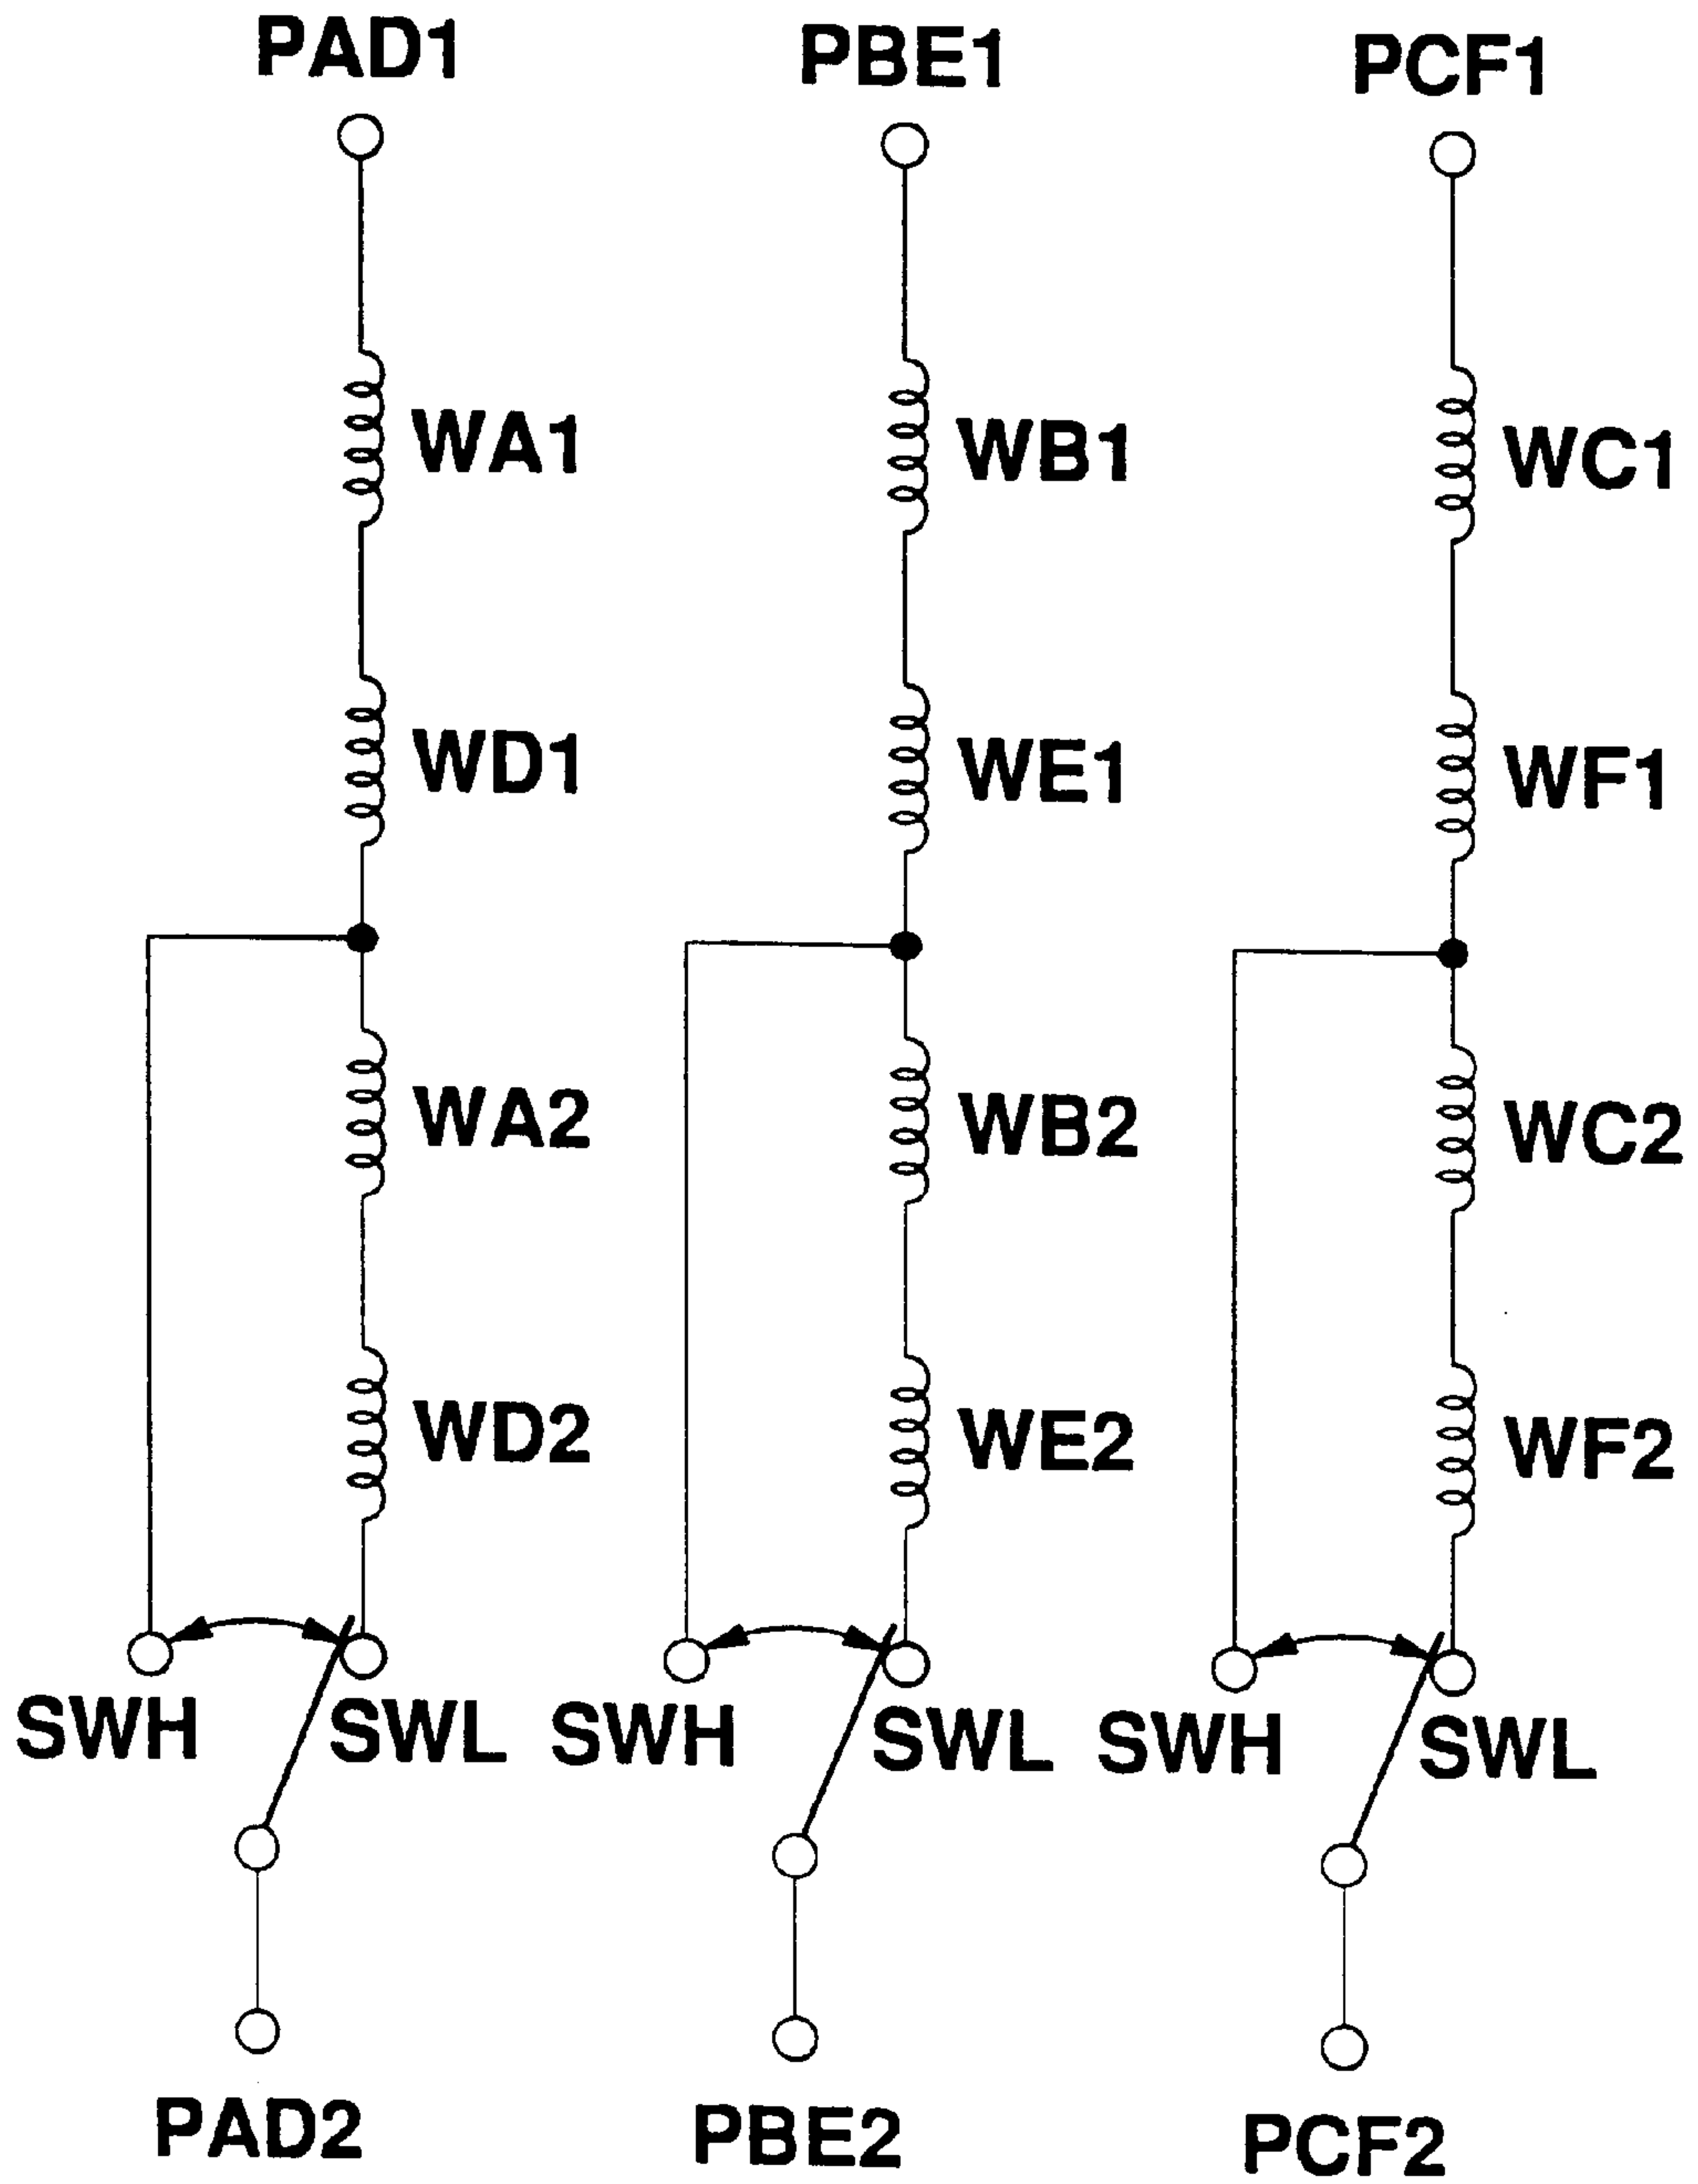 PAD1 PBE1 PCF1
WA1 WB1 WC1
WD1 WE1 WF1
WA2 WB2 WC2
WD2 WE2 WF2
SWH SWL SWH SWL SWH SWL
PAD2 PBE2 PCF2